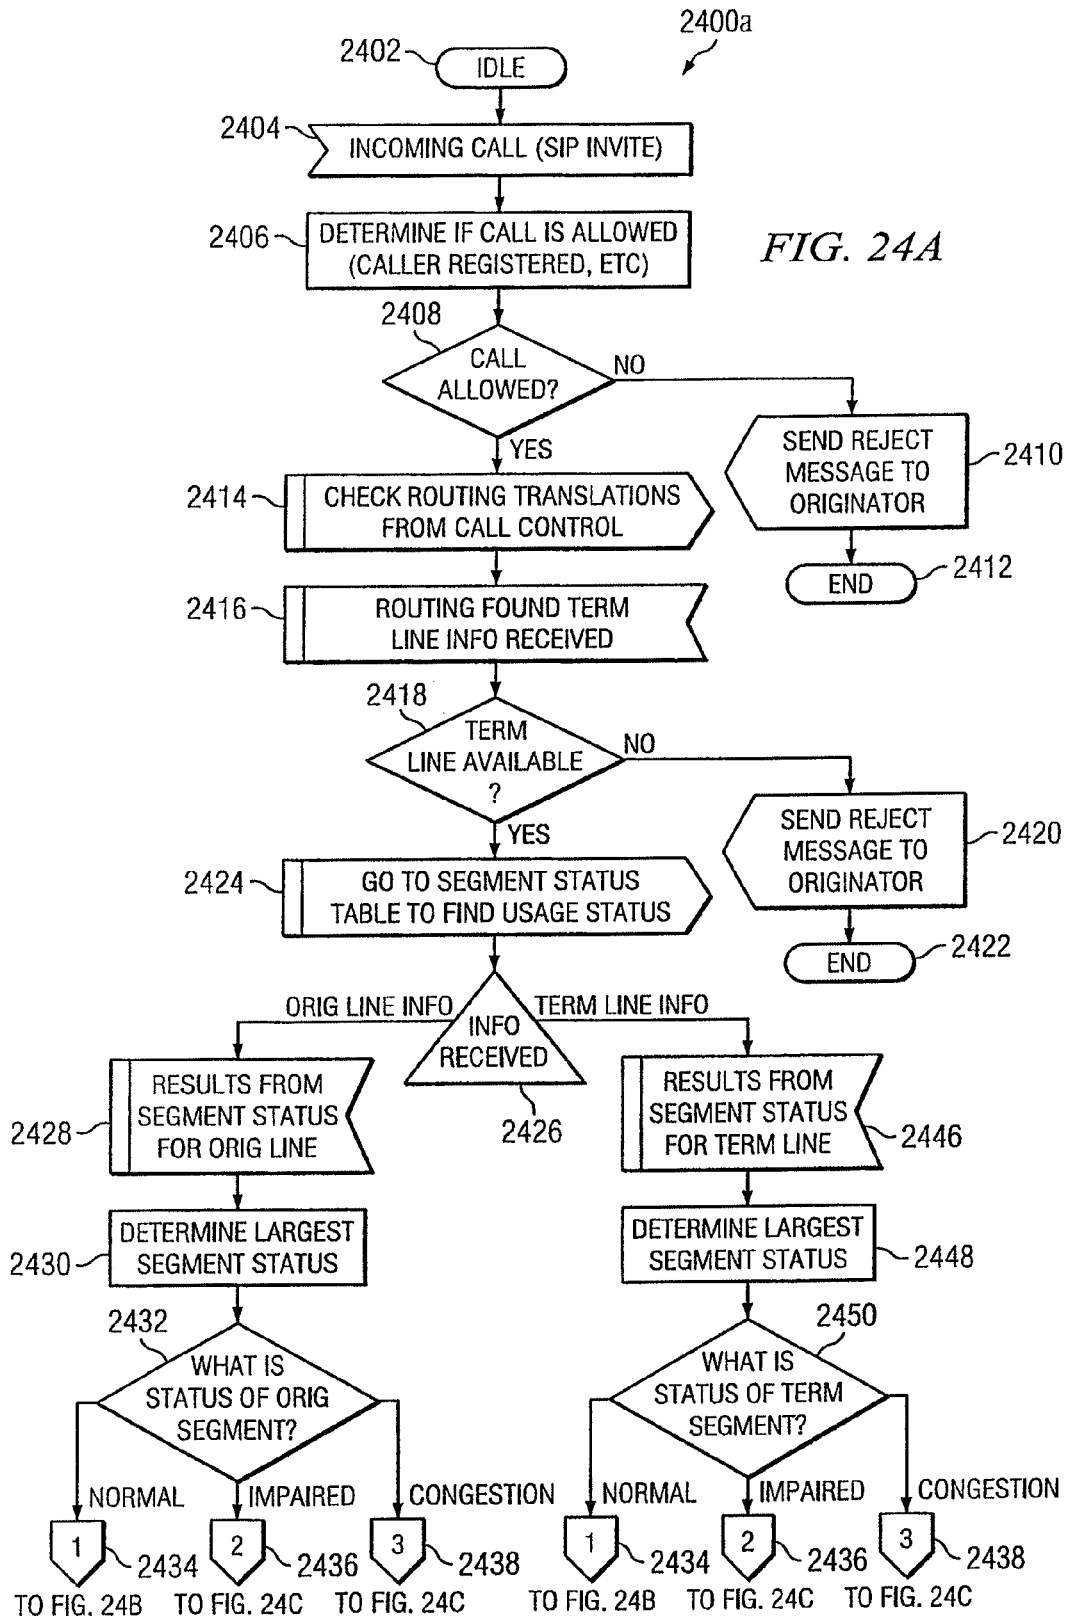 2400a
2402
IDLE
2404
INCOMING CALL (SIP INVITE)
2406
DETERMINE IF CALL IS ALLOWED
(CALLER REGISTERED, ETC)
FIG. 24A
2408
CALL
ALLOWED?
NO
YES
SEND REJECT
MESSAGE TO
ORIGINATOR
2410
END
2412
2414
CHECK ROUTING TRANSLATIONS
FROM CALL CONTROL
2416
ROUTING FOUND TERM
LINE INFO RECEIVED
2418
TERM
LINE AVAILABLE
?
NO
YES
SEND REJECT
MESSAGE TO
ORIGINATOR
2420
END
2422
2424
GO TO SEGMENT STATUS
TABLE TO FIND USAGE STATUS
ORIG LINE INFO
TERM LINE INFO
INFO
RECEIVED
2426
2428
RESULTS FROM
SEGMENT STATUS
FOR ORIG LINE
RESULTS FROM
SEGMENT STATUS
FOR TERM LINE
2446
2430
DETERMINE LARGEST
SEGMENT STATUS
DETERMINE LARGEST
SEGMENT STATUS
2448
2432
WHAT IS
STATUS OF ORIG
SEGMENT?
2450
WHAT IS
STATUS OF TERM
SEGMENT?
NORMAL
IMPAIRED
CONGESTION
NORMAL
IMPAIRED
CONGESTION
1
2434
2
2436
3
2438
1
2434
2
2436
3
2438
TO FIG. 24B
TO FIG. 24C
TO FIG. 24C
TO FIG. 24B
TO FIG. 24C
TO FIG. 24C